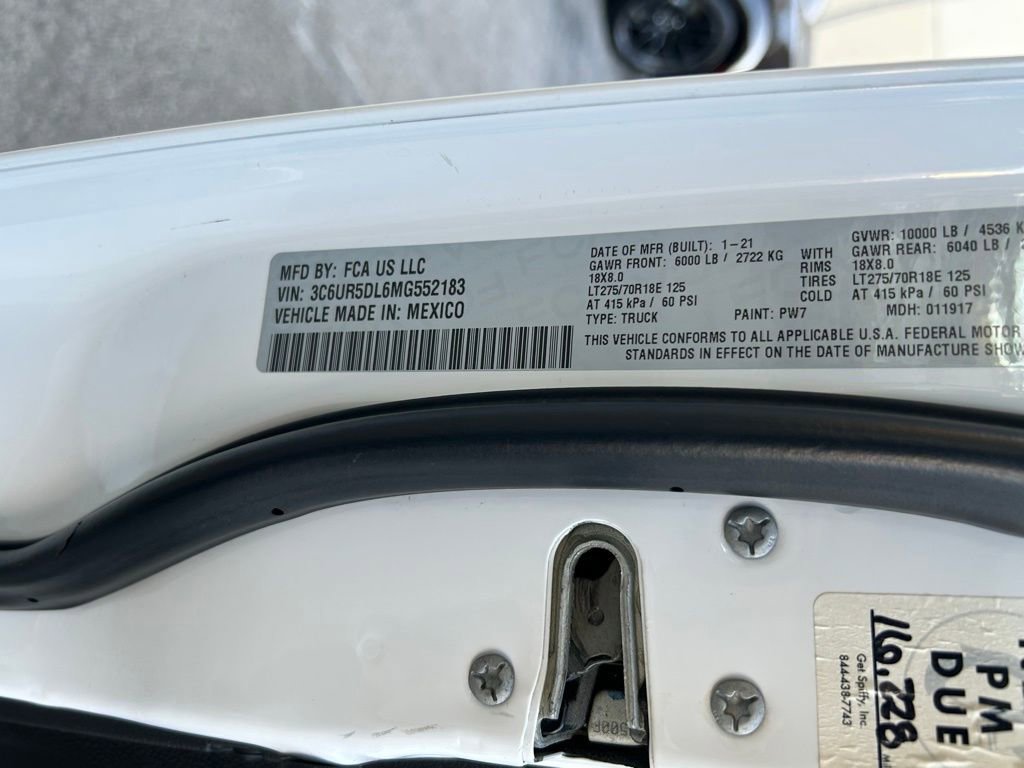 MFD BY: FCA US LLC
VIN: 3C6UR5DL6MG552183
VEHICLE MADE IN: MEXICO
DATE OF MFR (BUILT): 1-21
GAWR FRONT: 6000 LB / 2722 KG WITH
18X8.0 RIMS
LT275/70R18E 125 TIRES
AT 415 kPa / 60 PSI COLD
TYPE: TRUCK PAINT: PW7
GVWR: 10000 LB / 4536 K
GAWR REAR: 6040 LB /
18X8.0
LT275/70R18E 125
AT 415 kPa / 60 PSI
MDH: 011917
THIS VEHICLE CONFORMS TO ALL APPLICABLE U.S.A. FEDERAL MOTOR
STANDARDS IN EFFECT ON THE DATE OF MANUFACTURE SHOW
PM
DUE
16,728
Get Spiffy, Inc.
844-438-7743